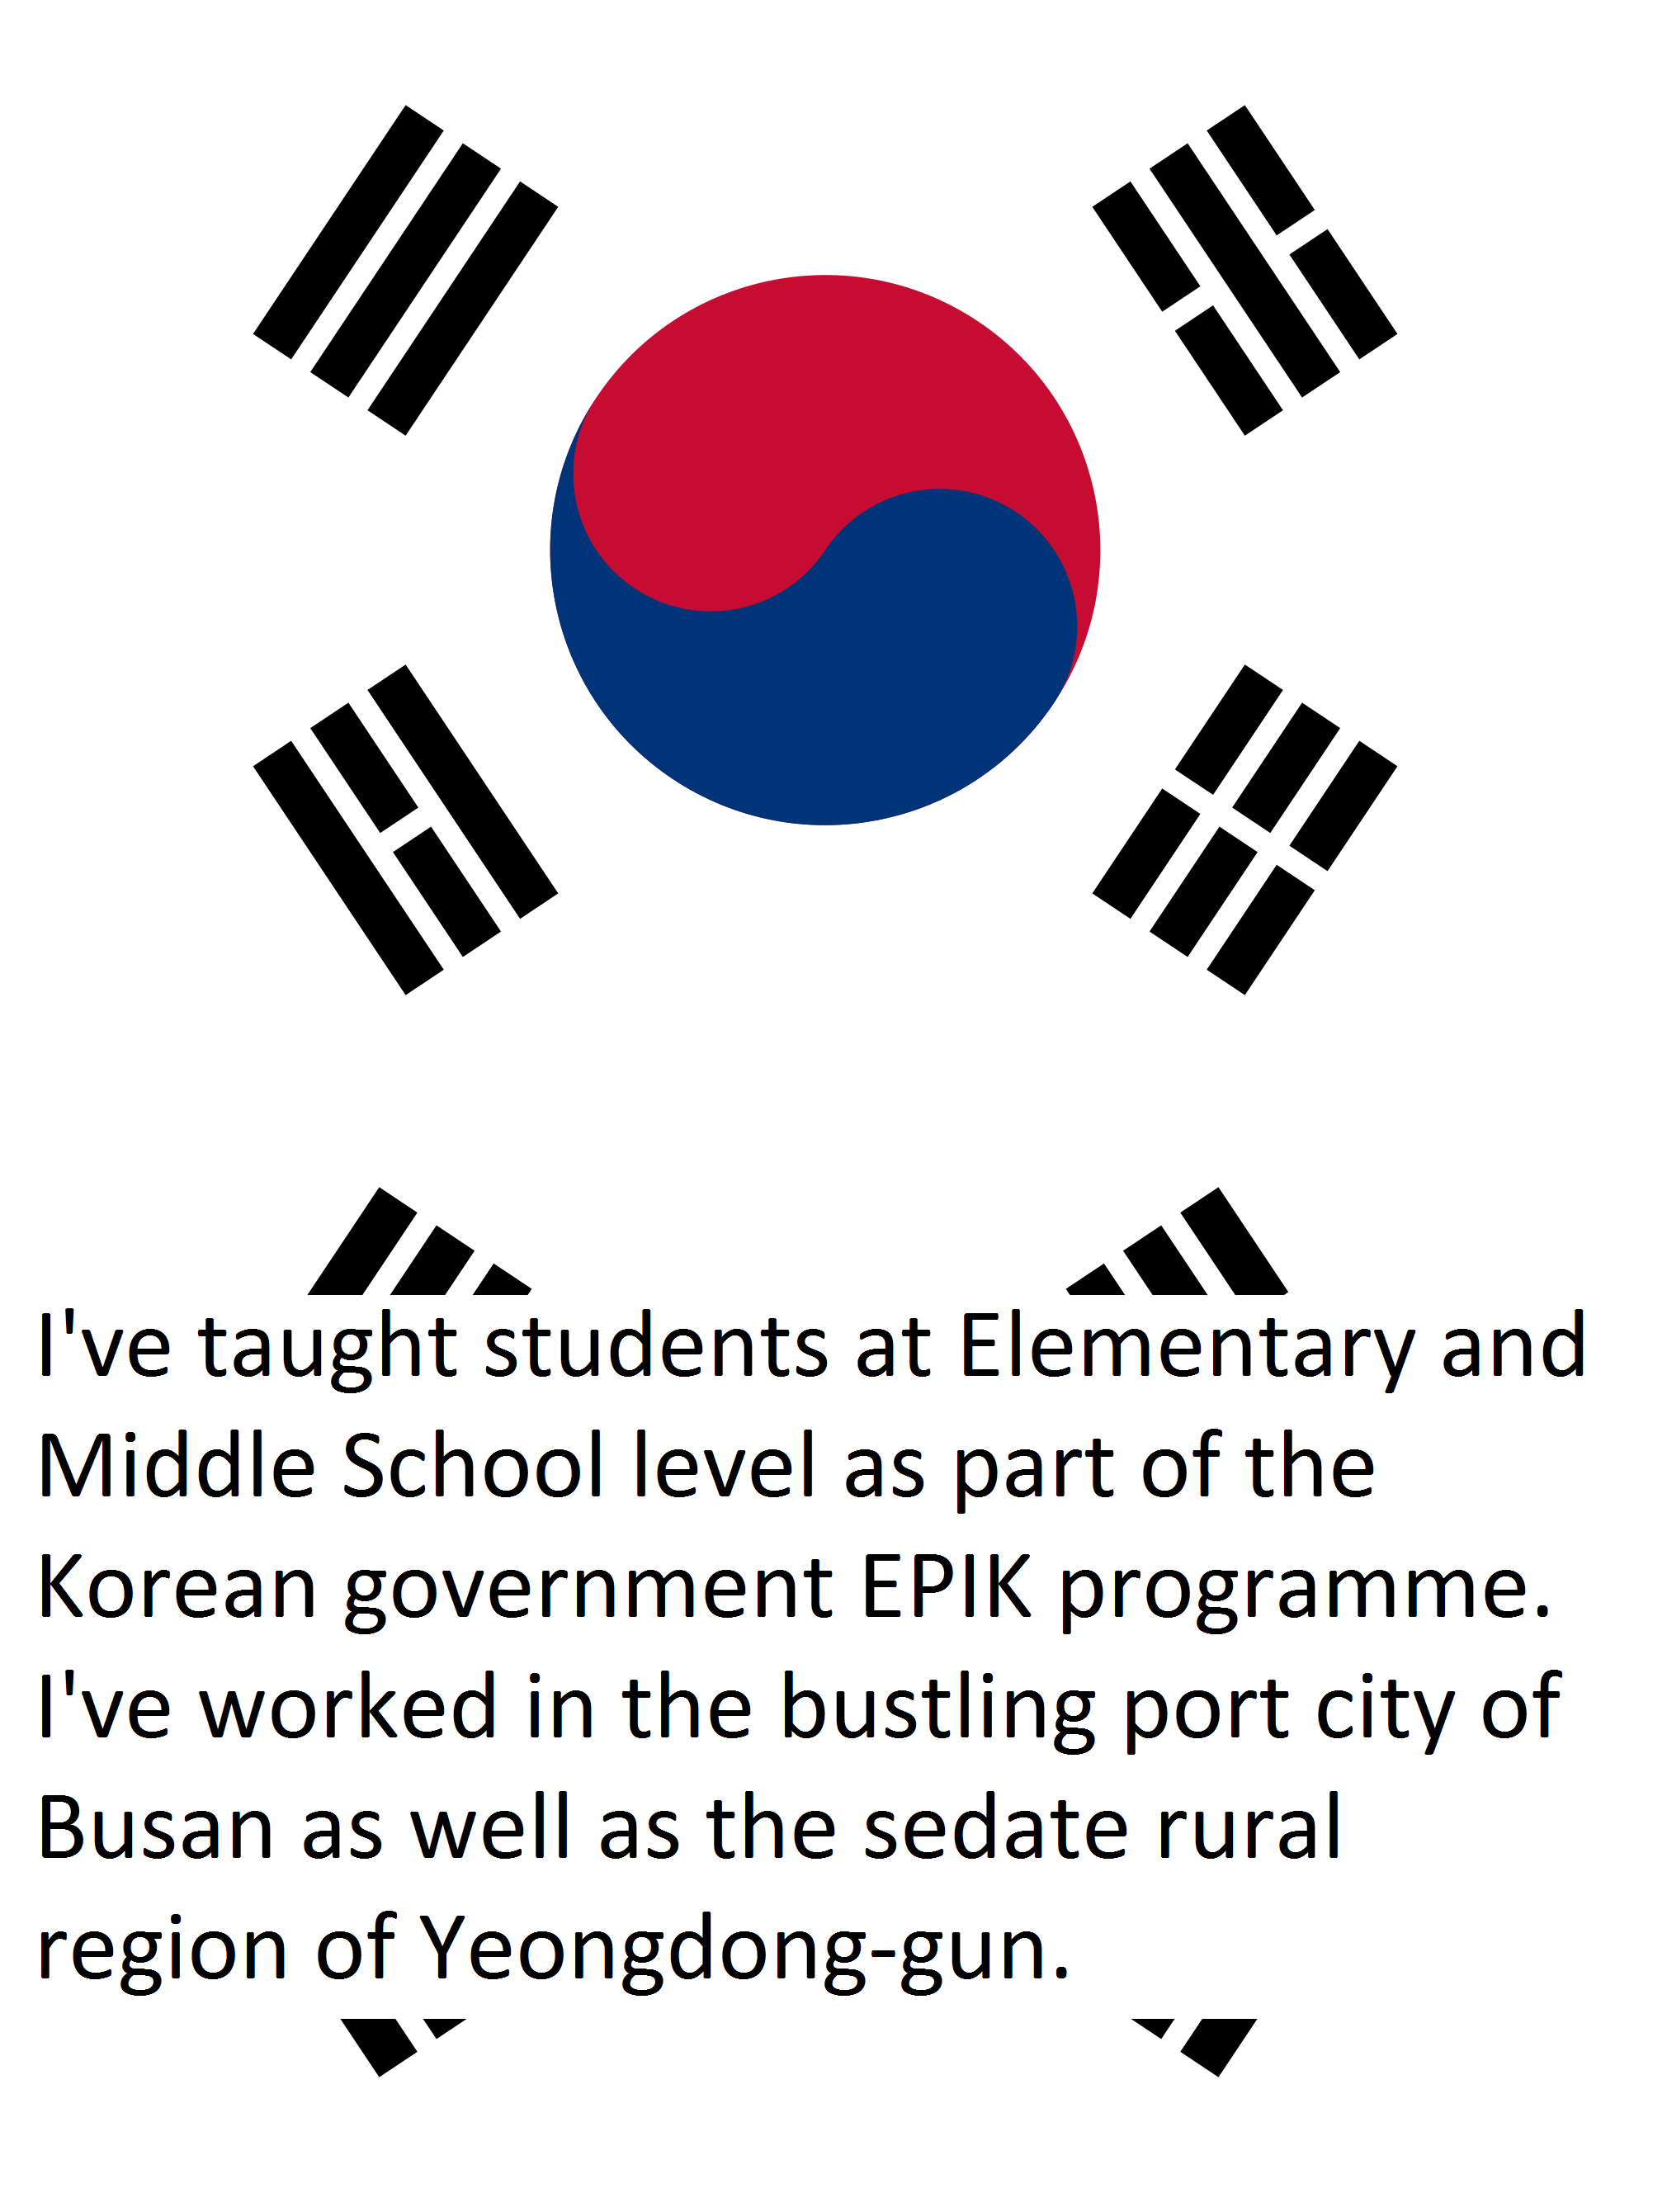 I've taught students at Elementary and
Middle School level as part of the
Korean government EPIK programme.
I've worked in the bustling port city of
Busan as well as the sedate rural
region of Yeongdong-gun.